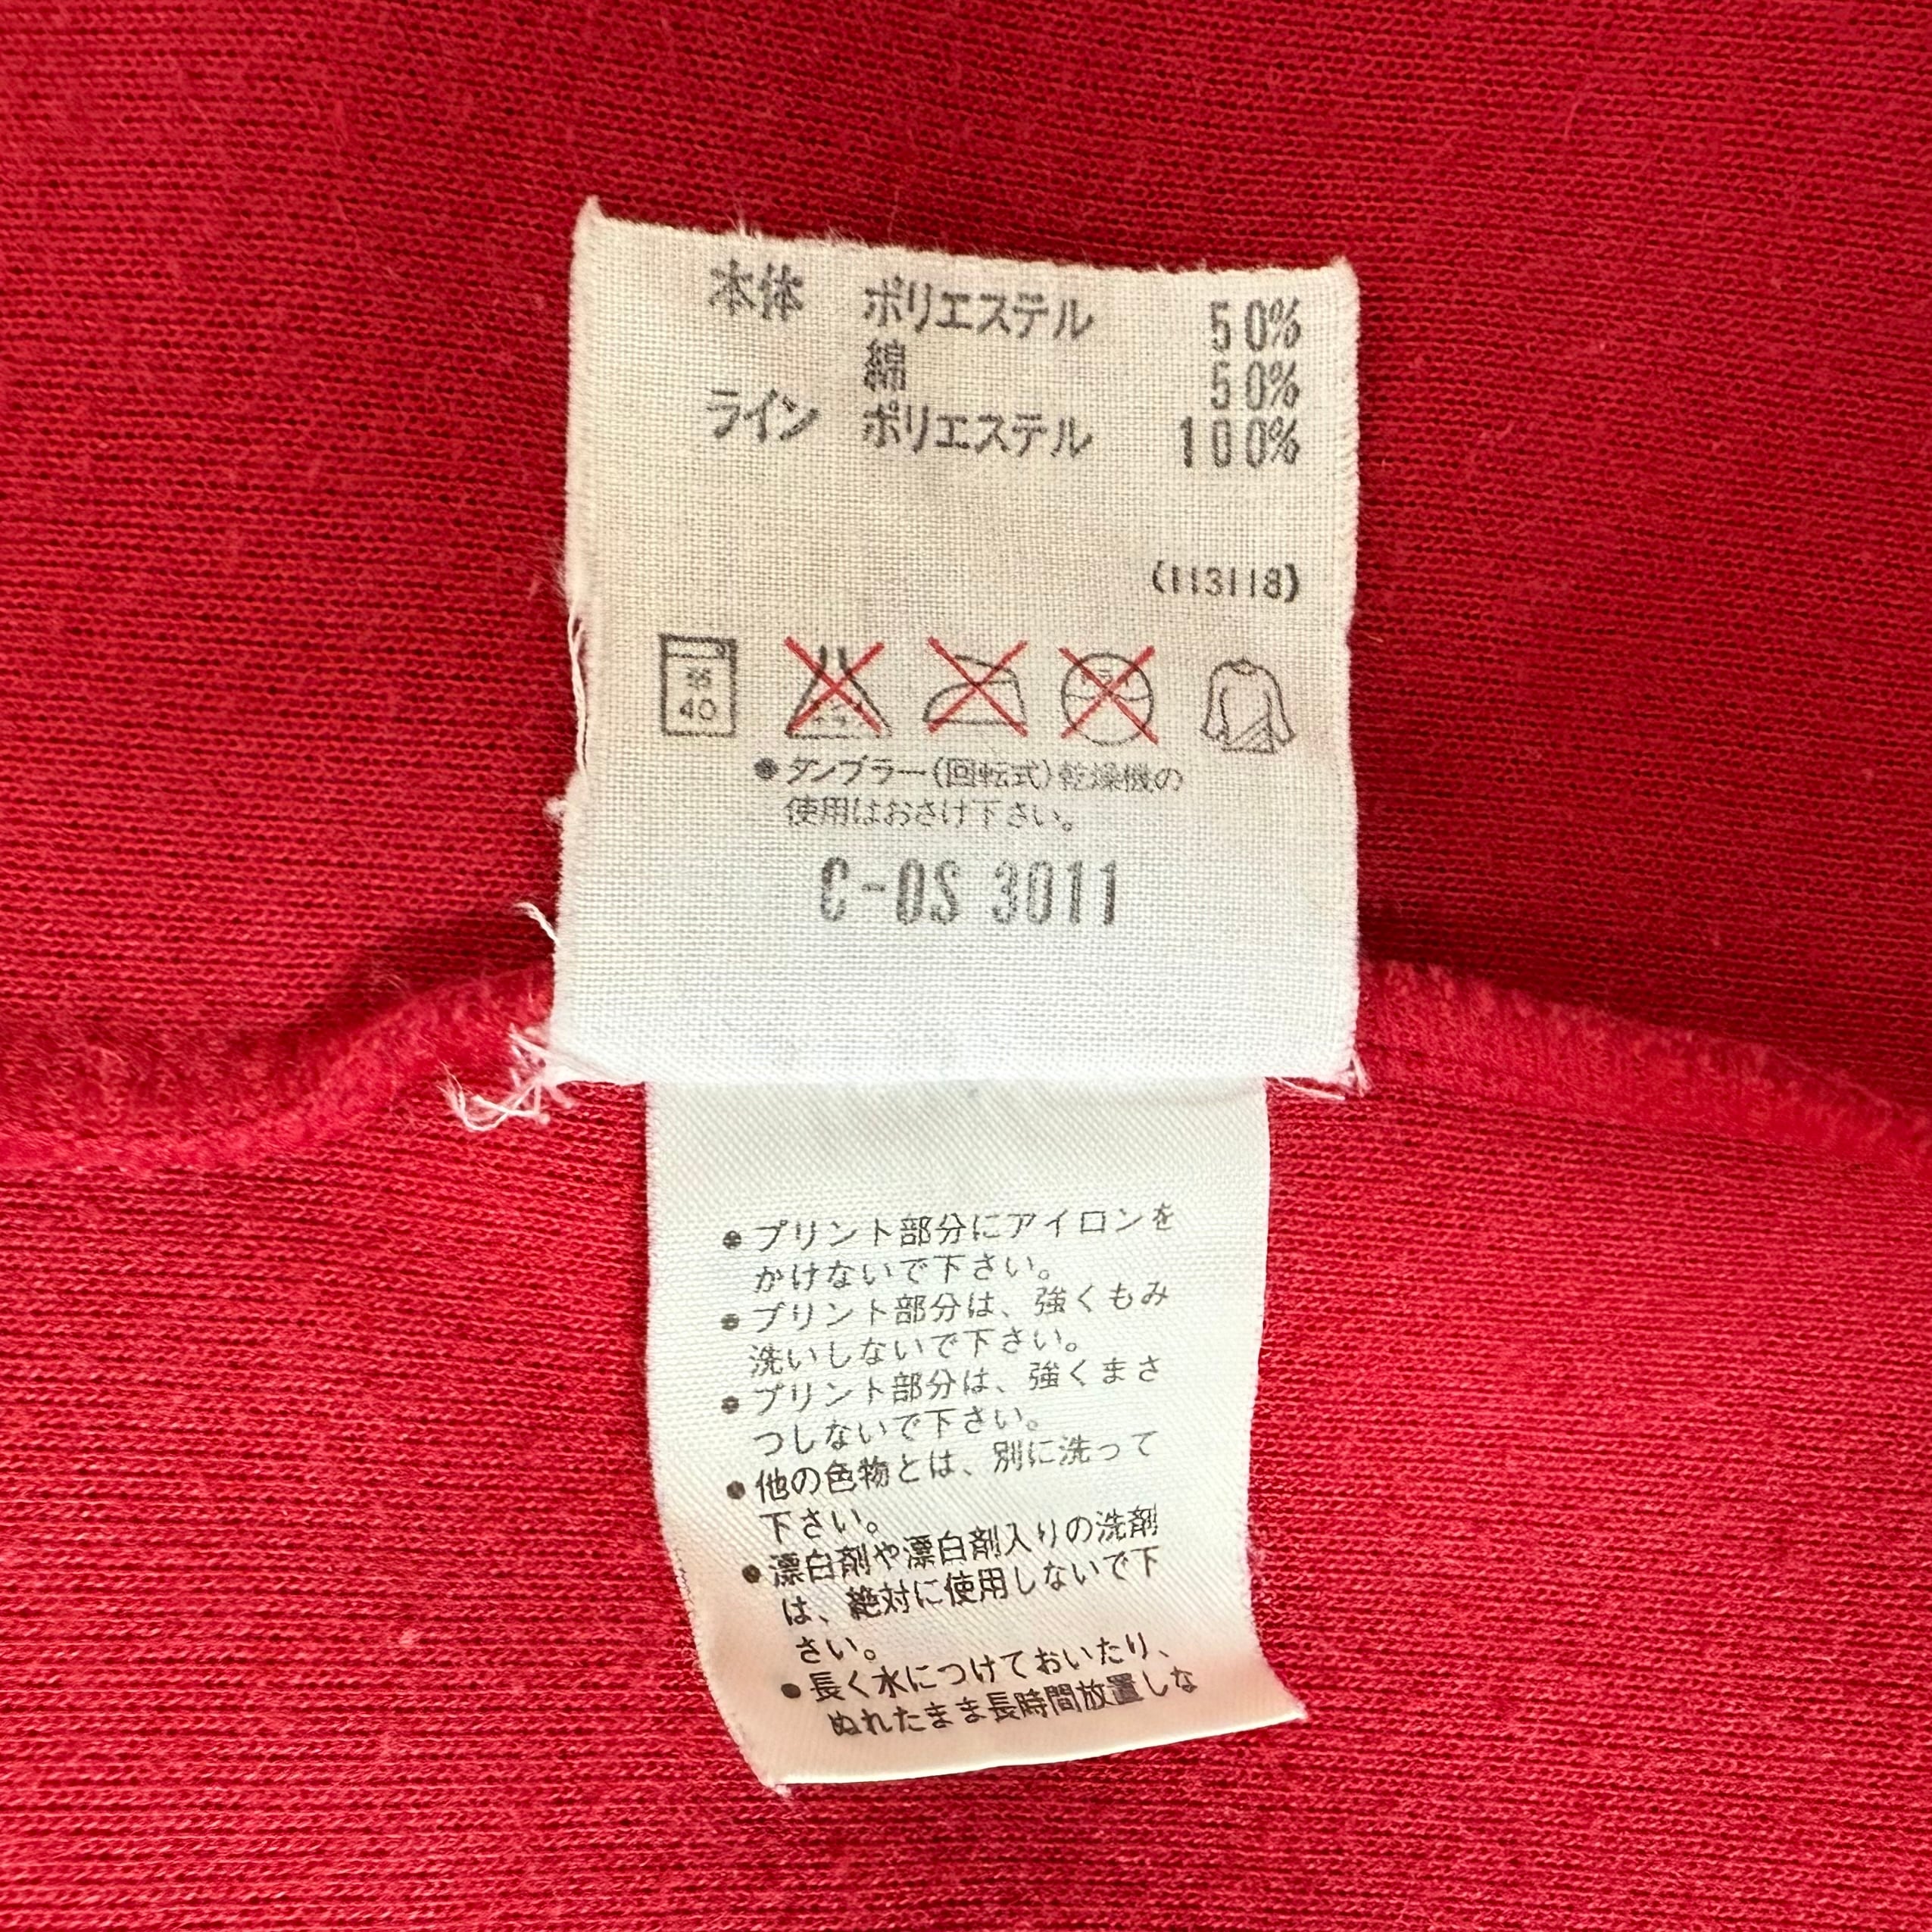 本体 ポリエステル 50%
綿 50%
ライン ポリエステル 100%
(113118)
40
●タンブラー(回転式)乾燥機の
使用はおさけ下さい。
C-OS 3011
●プリント部分にアイロンを
かけないで下さい。
●プリント部分は、強くもみ
洗いしないで下さい。
●プリント部分は、強くまさ
つしないで下さい。
●他の色物とは、別に洗って
下さい。
●漂白剤や漂白剤入りの洗剤
は、絶対に使用しないで下
さい。
●長く水につけておいたり、
ぬれたまま長時間放置しな